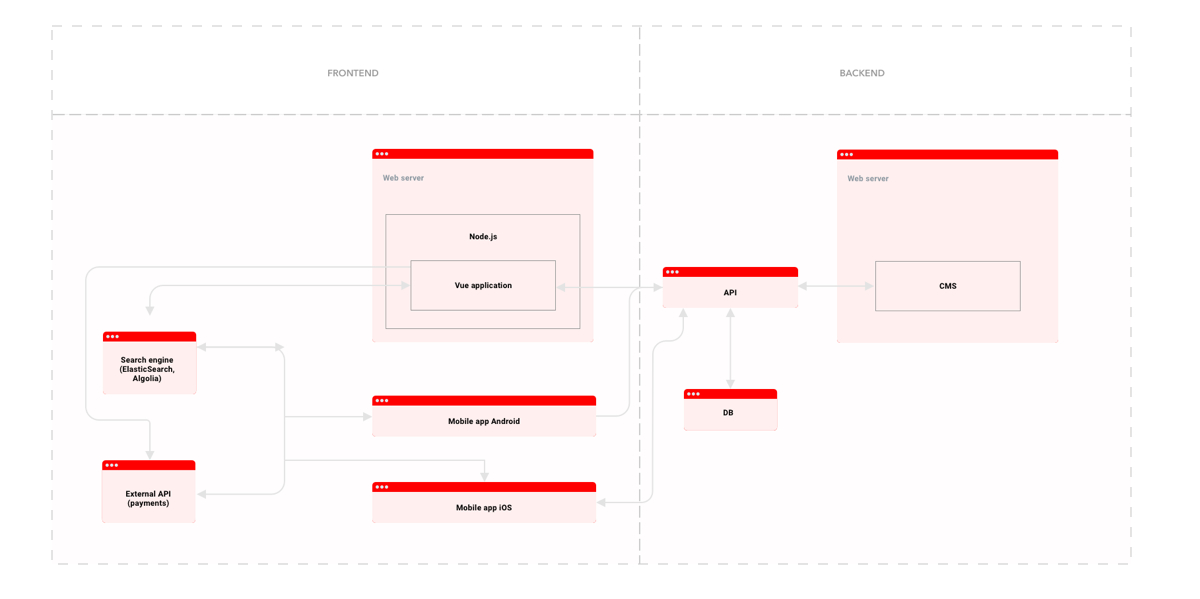 FRONTEND
BACKEND
Web server
Node.js
Vue application
Web server
CMS
API
DB
Search engine
(ElasticSearch,
Algolia)
Mobile app Android
External API
(payments)
Mobile app iOS